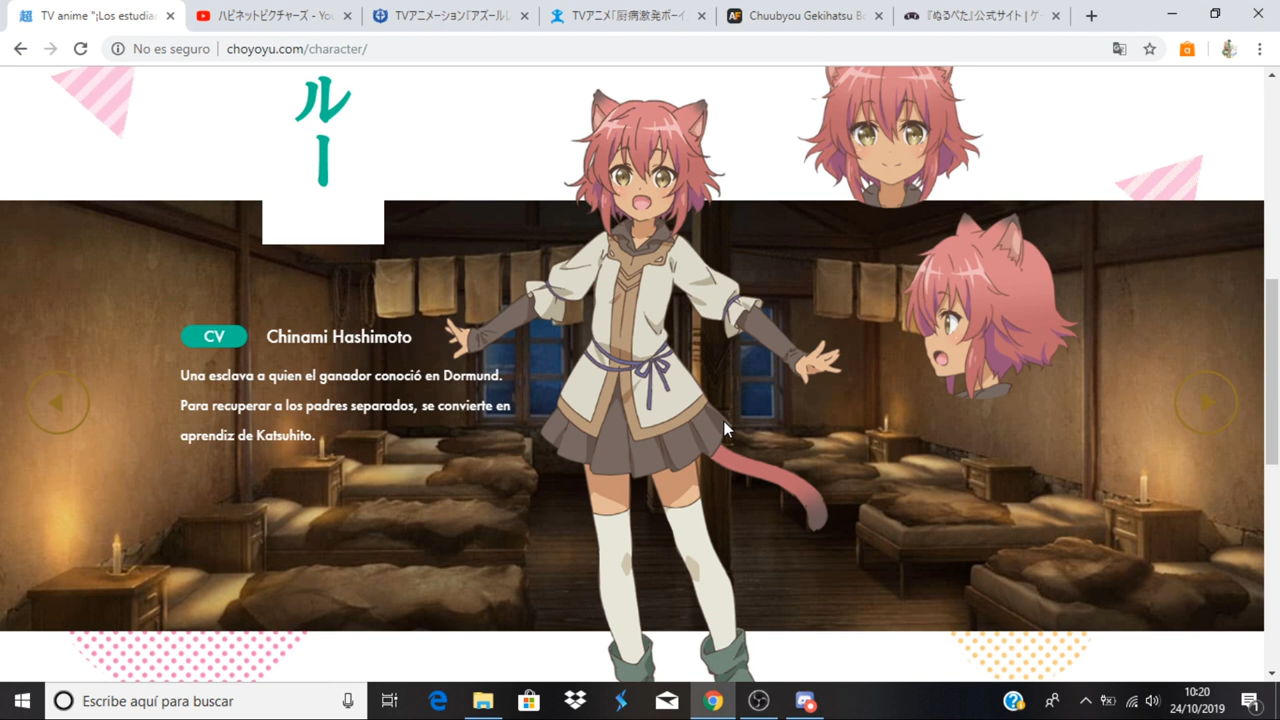 TV anime "¡Los estudia
ハピネットピクチャーズ - You
TVアニメーション『アズールレ
TVアニメ「厨病激発ボーイ
Chuubyou Gekihatsu Bo
『ぬるぺた』公式サイト | ゲー
No es seguro
choyoyu.com/character/
ルー
CV Chinami Hashimoto
Una esclava a quien el ganador conoció en Dormund.
Para recuperar a los padres separados, se convierte en
aprendiz de Katsuhito.
Escribe aquí para buscar
10:20
24/10/2019